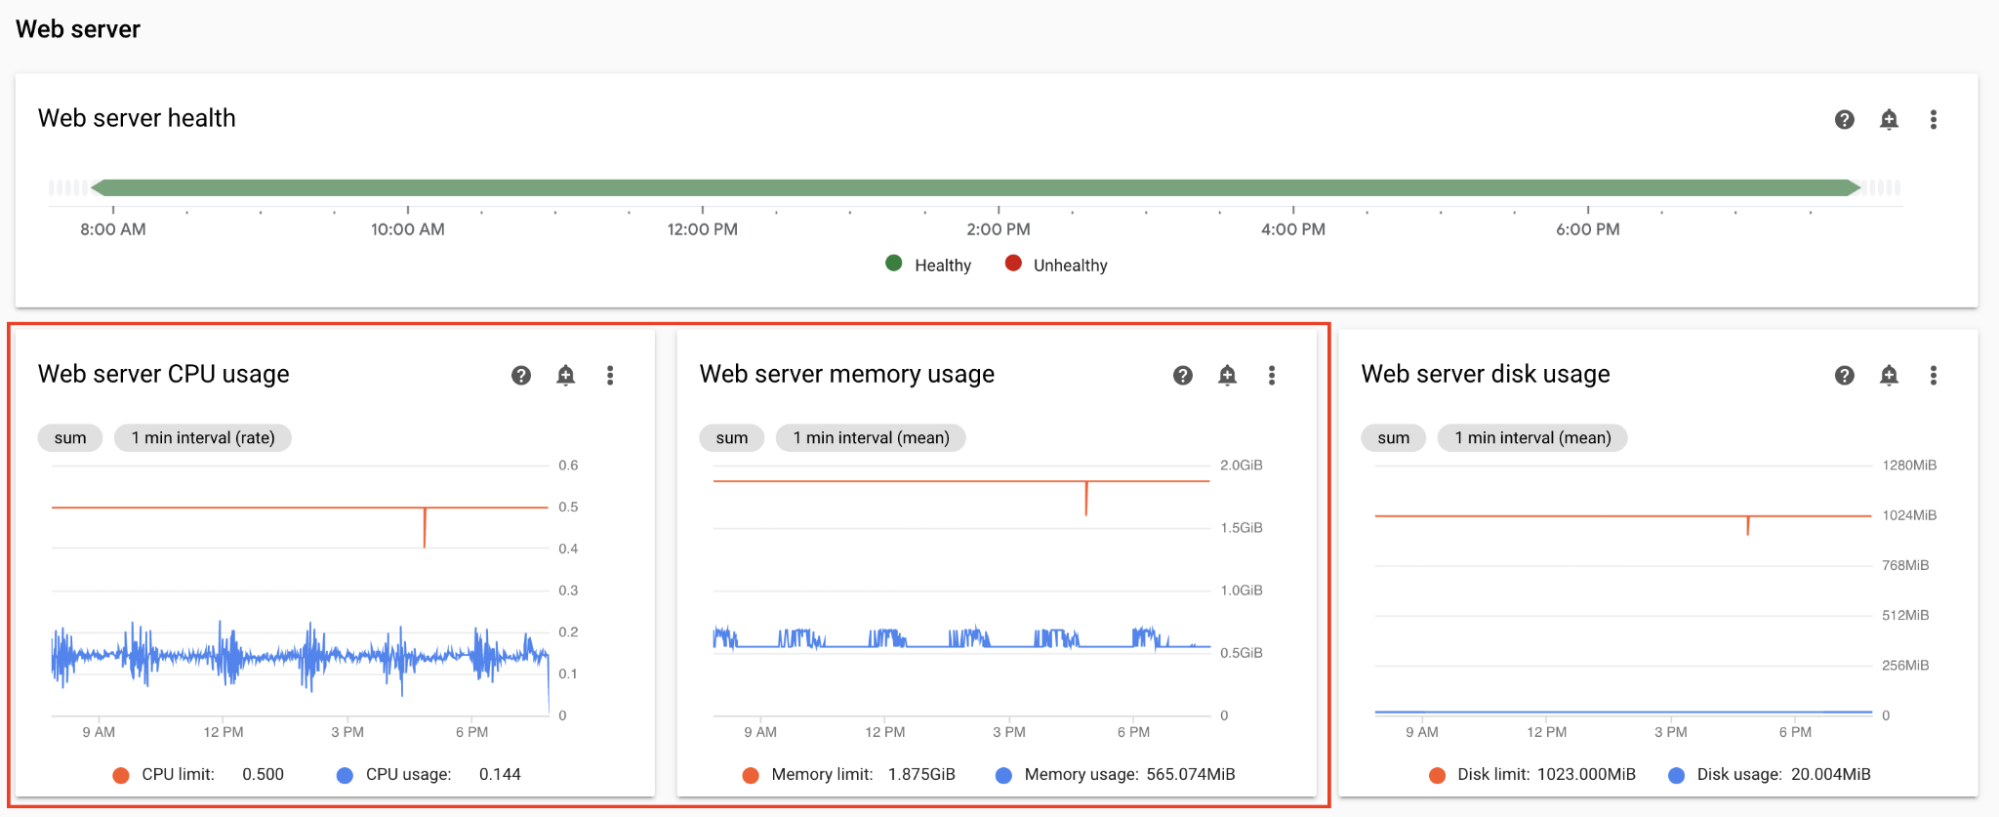 Web server
Web server health
8:00 AM 10:00 AM 12:00 PM 2:00 PM 4:00 PM 6:00 PM
Healthy Unhealthy
Web server CPU usage
sum 1 min interval (rate)
0.6
0.5
0.4
0.3
0.2
0.1
0
9 AM 12 PM 3 PM 6 PM
CPU limit: 0.500 CPU usage: 0.144
Web server memory usage
sum 1 min interval (mean)
2.0GiB
1.5GiB
1.0GiB
0.5GiB
0
9 AM 12 PM 3 PM 6 PM
Memory limit: 1.875GiB Memory usage: 565.074MiB
Web server disk usage
sum 1 min interval (mean)
1280MiB
1024MiB
768MiB
512MiB
256MiB
0
9 AM 12 PM 3 PM 6 PM
Disk limit: 1023.000MiB Disk usage: 20.004MiB